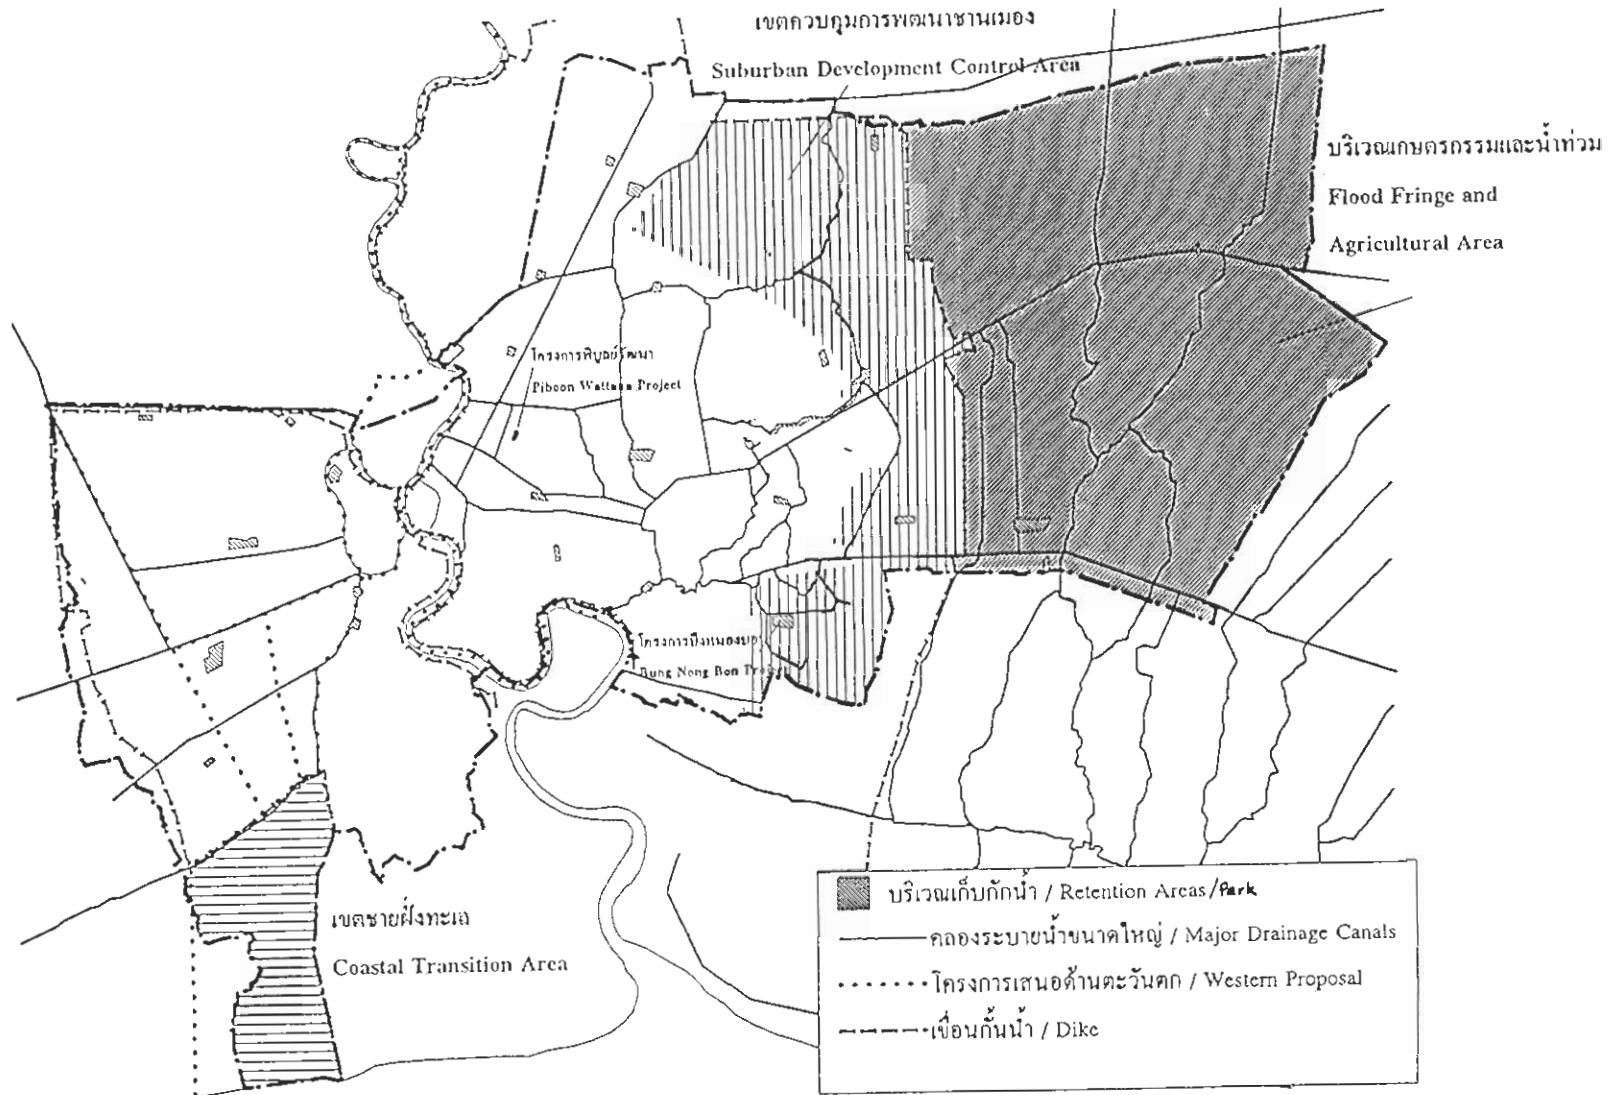 เขตควบคุมการพัฒนาชานเมือง
Suburban Development Control Area
บริเวณเกษตรกรรมและน้ำท่วม
Flood Fringe and
Agricultural Area
โครงการพิบูลย์วัฒนา
Piboon Wattana Project
โครงการบึงหนองบอน
Bung Nong Bon Project
เขตชายฝั่งทะเล
Coastal Transition Area
บริเวณเก็บกักน้ำ / Retention Areas/Park
คลองระบายน้ำขนาดใหญ่ / Major Drainage Canals
โครงการเสนอด้านตะวันตก / Western Proposal
เขื่อนกั้นน้ำ / Dike